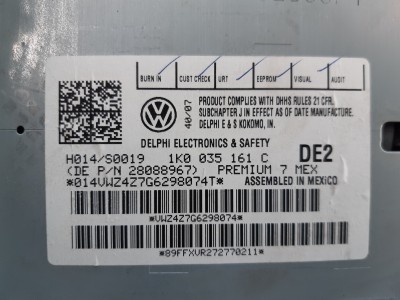 BURN IN CUST CHECK URT EEPROM VISUAL AUDIT
40/07
PRODUCT COMPLIES WITH DHHS RULES 21 CFR,
SUBCHAPTER J IN EFFECT AS OF DATE MANUFACTURE.
DELPHI E & S KOKOMO, IN.
DELPHI ELECTRONICS & SAFETY
H014/S0019 1K0 035 161 C DE2
(DE P/N 28088967) PREMIUM 7 MEX
*014VWZ4Z7G6298074T* ASSEMBLED IN MEXICO
*VWZ4Z7G6298074*
*89FFXVR272770211*